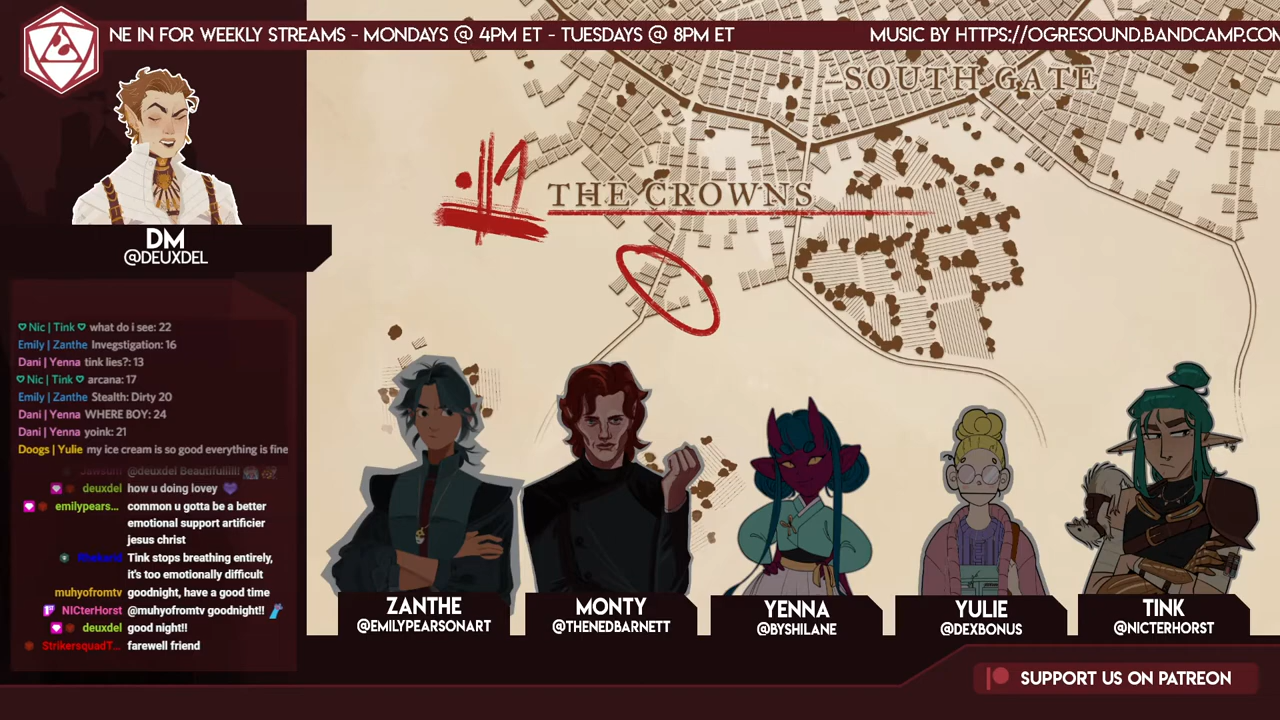 NE IN FOR WEEKLY STREAMS - MONDAYS @ 4PM ET - TUESDAYS @ 8PM ET
MUSIC BY HTTPS://OGRESOUND.BANDCAMP.COM
SOUTH GATE
THE CROWNS
DM
@DEUXDEL
Nic | Tink what do i see: 22
Emily | Zanthe Invegstigation: 16
Dani | Yenna tink lies?: 13
Nic | Tink arcana: 17
Emily | Zanthe Stealth: Dirty 20
Dani | Yenna WHERE BOY: 24
Dani | Yenna yoink: 21
Doogs | Yulie my ice cream is so good everything is fine
@deuxdel Beautifulllll!
deuxdel how u doing lovey
emilypears... common u gotta be a better
emotional support artificier
jesus christ
Tink stops breathing entirely,
it's too emotionally difficult
muhyofromtv goodnight, have a good time
NICterHorst @muhyofromtv goodnight!!
deuxdel good night!!
StrikersquadT... farewell friend
ZANTHE
@EMILYPEARSONART
MONTY
@THENEDBARNETT
YENNA
@BYSHILANE
YULIE
@DEXBONUS
TINK
@NICTERHORST
SUPPORT US ON PATREON